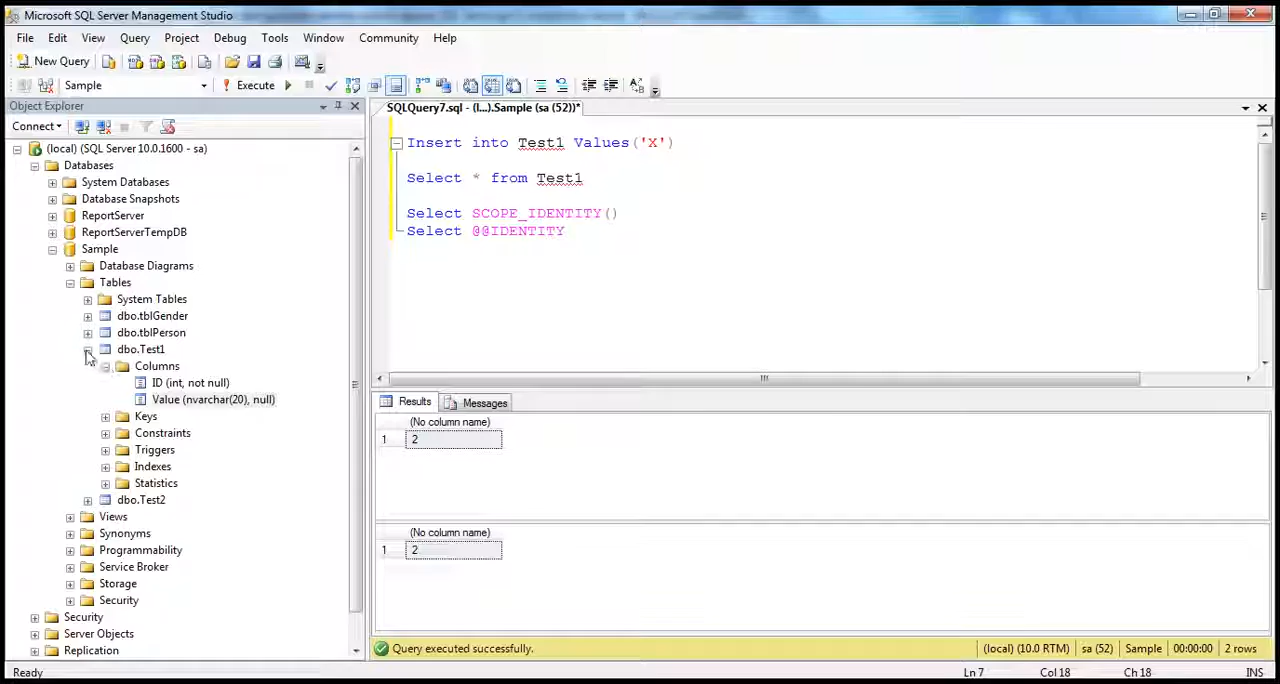 Microsoft SQL Server Management Studio
File Edit View Query Project Debug Tools Window Community Help
New Query
Sample Execute
Object Explorer
Connect
(local) (SQL Server 10.0.1600 - sa)
Databases
System Databases
Database Snapshots
ReportServer
ReportServerTempDB
Sample
Database Diagrams
Tables
System Tables
dbo.tblGender
dbo.tblPerson
dbo.Test1
Columns
ID (int, not null)
Value (nvarchar(20), null)
Keys
Constraints
Triggers
Indexes
Statistics
dbo.Test2
Views
Synonyms
Programmability
Service Broker
Storage
Security
Security
Server Objects
Replication
SQLQuery7.sql - (l...).Sample (sa (52))*
Insert into Test1 Values('X')
Select * from Test1
Select SCOPE_IDENTITY()
Select @@IDENTITY
Results Messages
(No column name)
1 2
(No column name)
1 2
Query executed successfully. (local) (10.0 RTM) sa (52) Sample 00:00:00 2 rows
Ready Ln 7 Col 18 Ch 18 INS